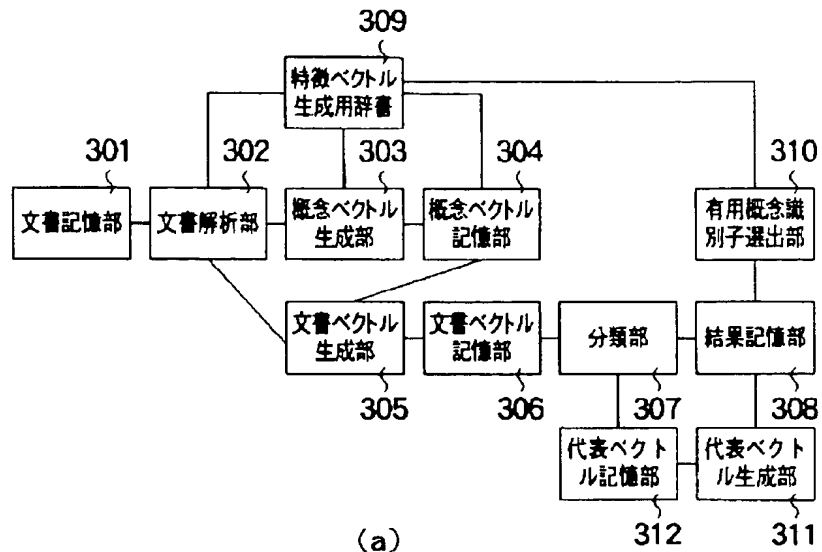 309
特徴ベクトル
生成用辞書
301
302
303
304
310
文書記憶部
文書解析部
概念ベクトル
生成部
概念ベクトル
記憶部
有用概念識
別子選出部
文書ベクトル
生成部
文書ベクトル
記憶部
分類部
結果記憶部
305
306
307
308
代表ベクト
ル記憶部
代表ベクト
ル生成部
312
311
(a)